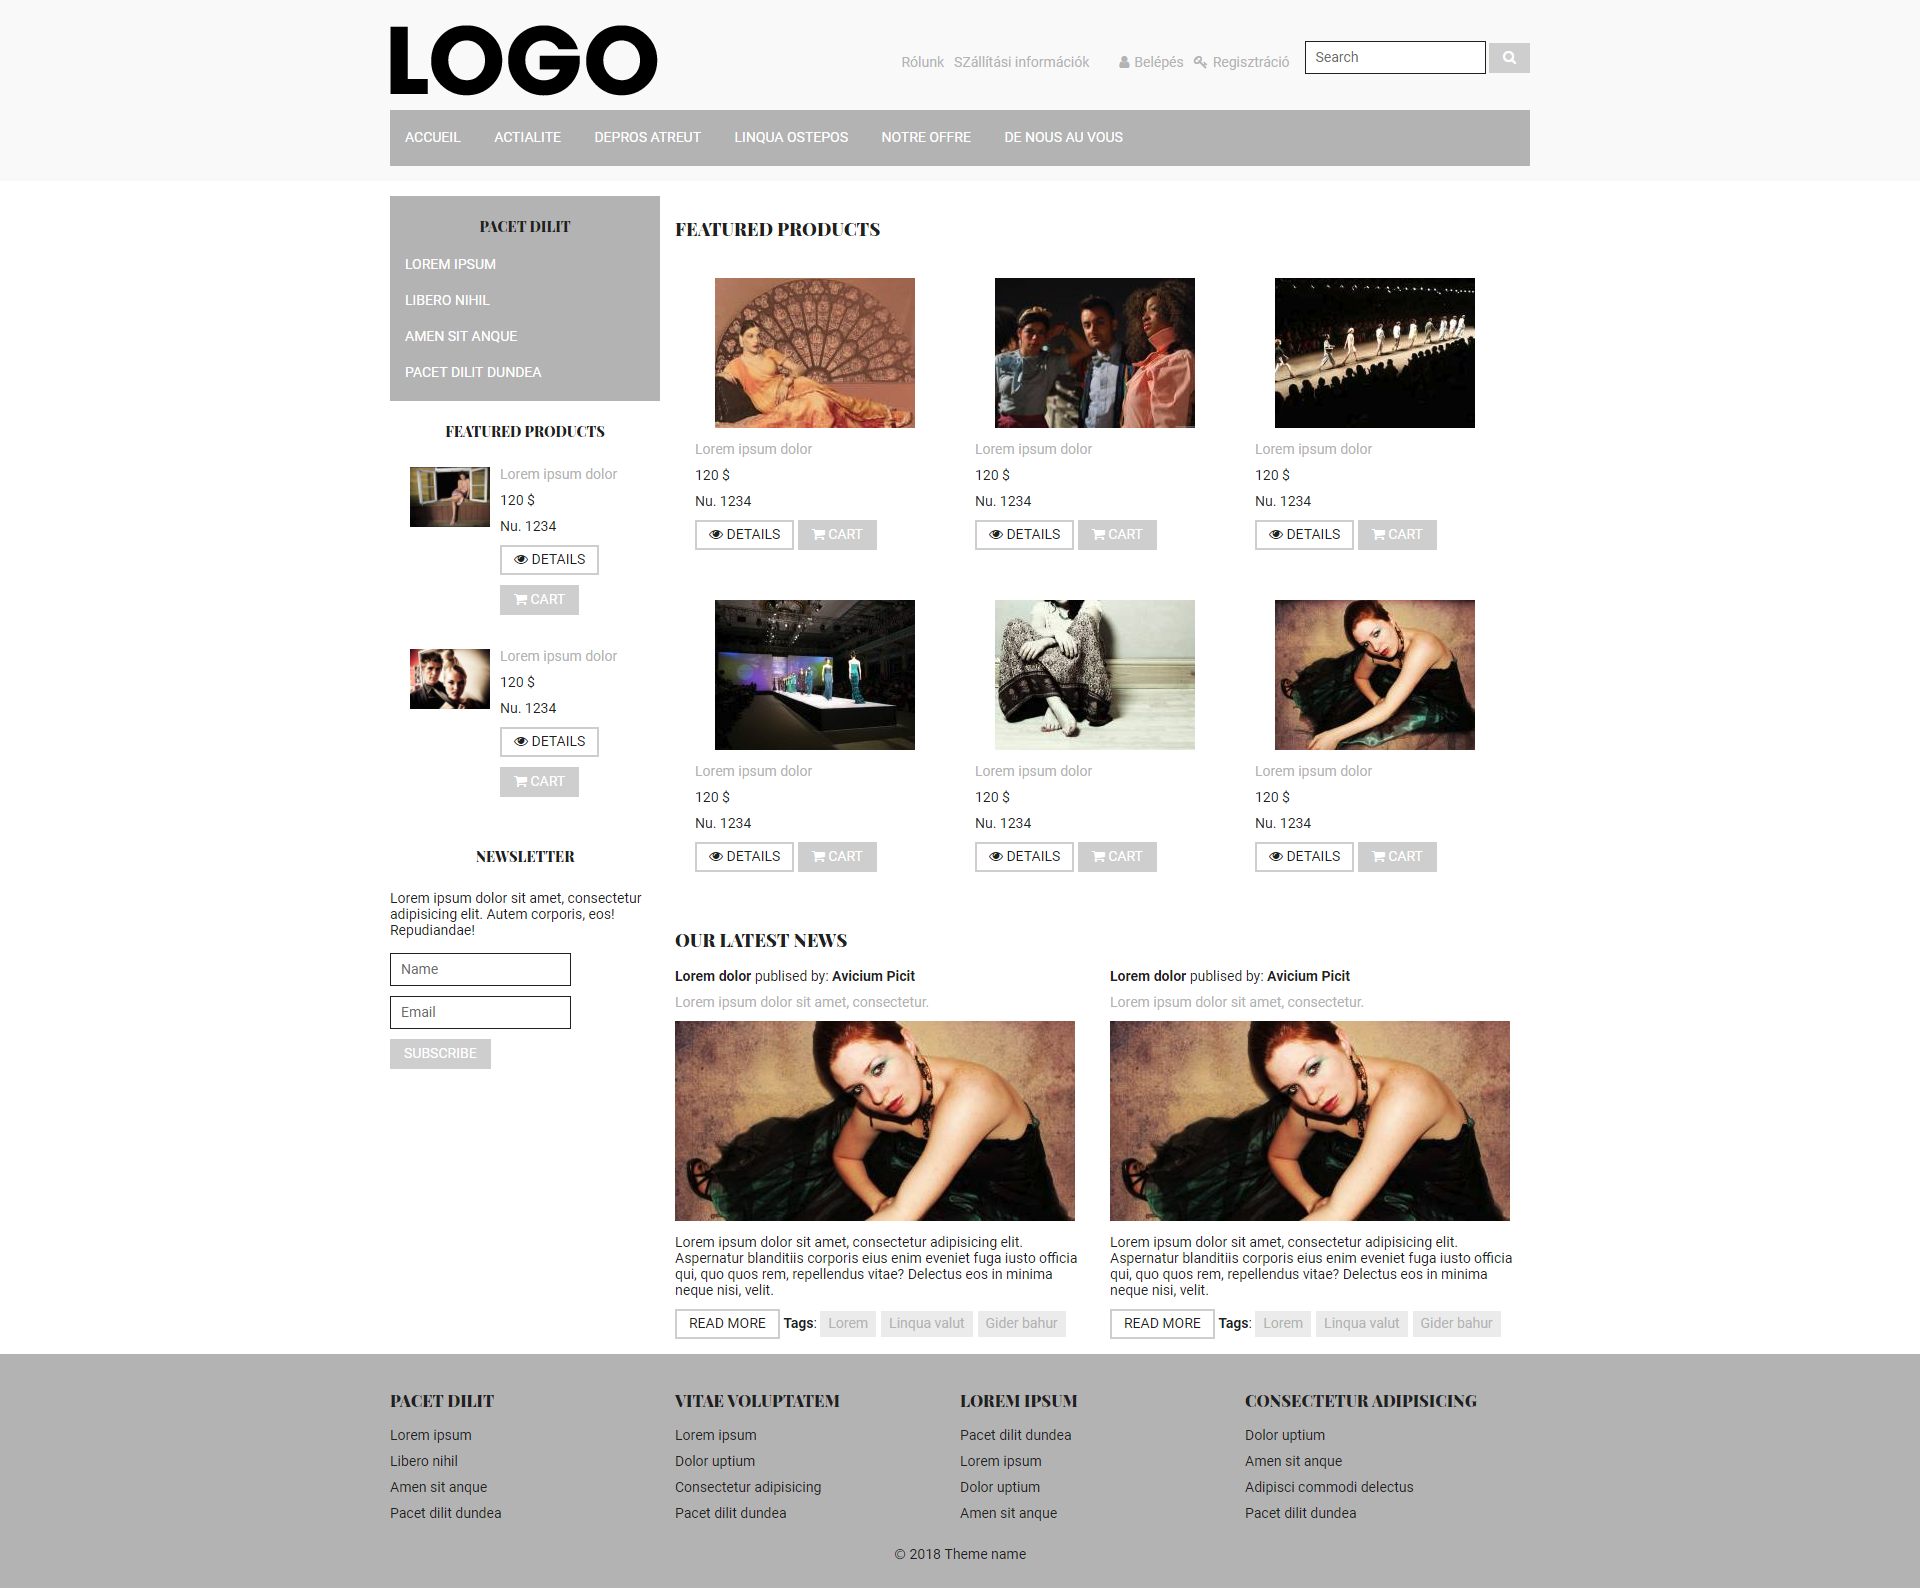 LOGO
Rólunk SZállítási információk Belépés Regisztráció Search
ACCUEIL ACTIALITE DEPROS ATREUT LINQUA OSTEPOS NOTRE OFFRE DE NOUS AU VOUS
PACET DILIT
LOREM IPSUM
LIBERO NIHIL
AMEN SIT ANQUE
PACET DILIT DUNDEA
FEATURED PRODUCTS
Lorem ipsum dolor
120 $
Nu. 1234
DETAILS
CART
Lorem ipsum dolor
120 $
Nu. 1234
DETAILS
CART
NEWSLETTER
Lorem ipsum dolor sit amet, consectetur
adipisicing elit. Autem corporis, eos!
Repudiandae!
Name
Email
SUBSCRIBE
FEATURED PRODUCTS
Lorem ipsum dolor
120 $
Nu. 1234
DETAILS CART
Lorem ipsum dolor
120 $
Nu. 1234
DETAILS CART
Lorem ipsum dolor
120 $
Nu. 1234
DETAILS CART
Lorem ipsum dolor
120 $
Nu. 1234
DETAILS CART
Lorem ipsum dolor
120 $
Nu. 1234
DETAILS CART
Lorem ipsum dolor
120 $
Nu. 1234
DETAILS CART
OUR LATEST NEWS
Lorem dolor publised by: Avicium Picit
Lorem ipsum dolor sit amet, consectetur.
Lorem ipsum dolor sit amet, consectetur adipisicing elit.
Aspernatur blanditiis corporis eius enim eveniet fuga iusto officia
qui, quo quos rem, repellendus vitae? Delectus eos in minima
neque nisi, velit.
READ MORE Tags: Lorem Linqua valut Gider bahur
Lorem dolor publised by: Avicium Picit
Lorem ipsum dolor sit amet, consectetur.
Lorem ipsum dolor sit amet, consectetur adipisicing elit.
Aspernatur blanditiis corporis eius enim eveniet fuga iusto officia
qui, quo quos rem, repellendus vitae? Delectus eos in minima
neque nisi, velit.
READ MORE Tags: Lorem Linqua valut Gider bahur
PACET DILIT
Lorem ipsum
Libero nihil
Amen sit anque
Pacet dilit dundea
VITAE VOLUPTATEM
Lorem ipsum
Dolor uptium
Consectetur adipisicing
Pacet dilit dundea
LOREM IPSUM
Pacet dilit dundea
Lorem ipsum
Dolor uptium
Amen sit anque
CONSECTETUR ADIPISICING
Dolor uptium
Amen sit anque
Adipisci commodi delectus
Pacet dilit dundea
© 2018 Theme name